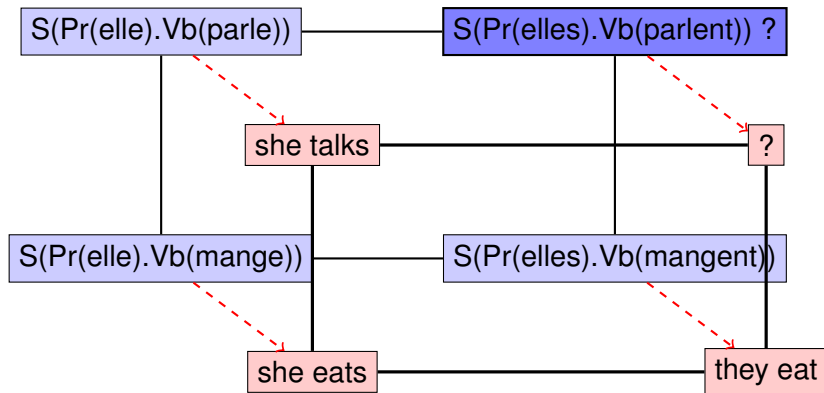 S(Pr(elle).Vb(parle))
S(Pr(elles).Vb(parlent)) ?
she talks
?
S(Pr(elle).Vb(mange))
S(Pr(elles).Vb(mangent))
she eats
they eat